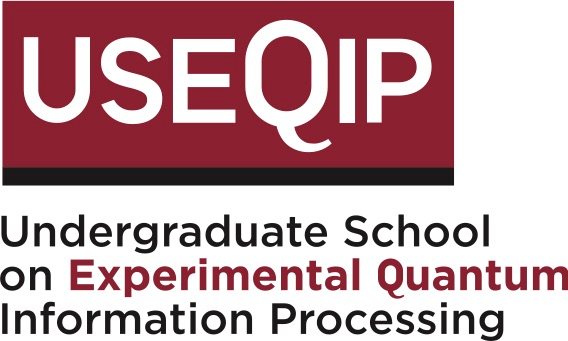 USEQIP
Undergraduate School
on Experimental Quantum
Information Processing